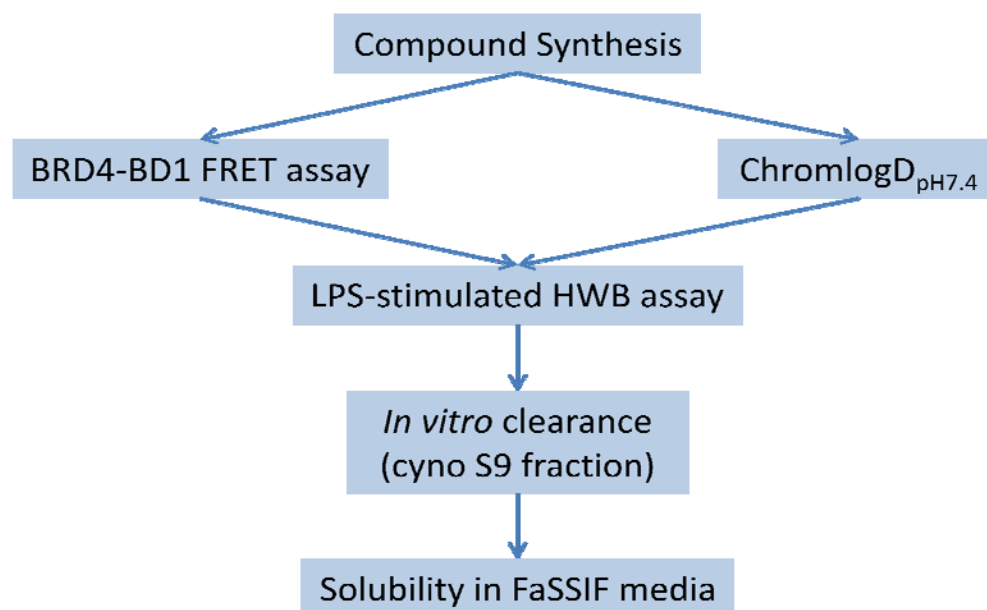 Compound Synthesis
BRD4-BD1 FRET assay
ChromlogDpH7.4
LPS-stimulated HWB assay
In vitro clearance
(cyno S9 fraction)
Solubility in FaSSIF media